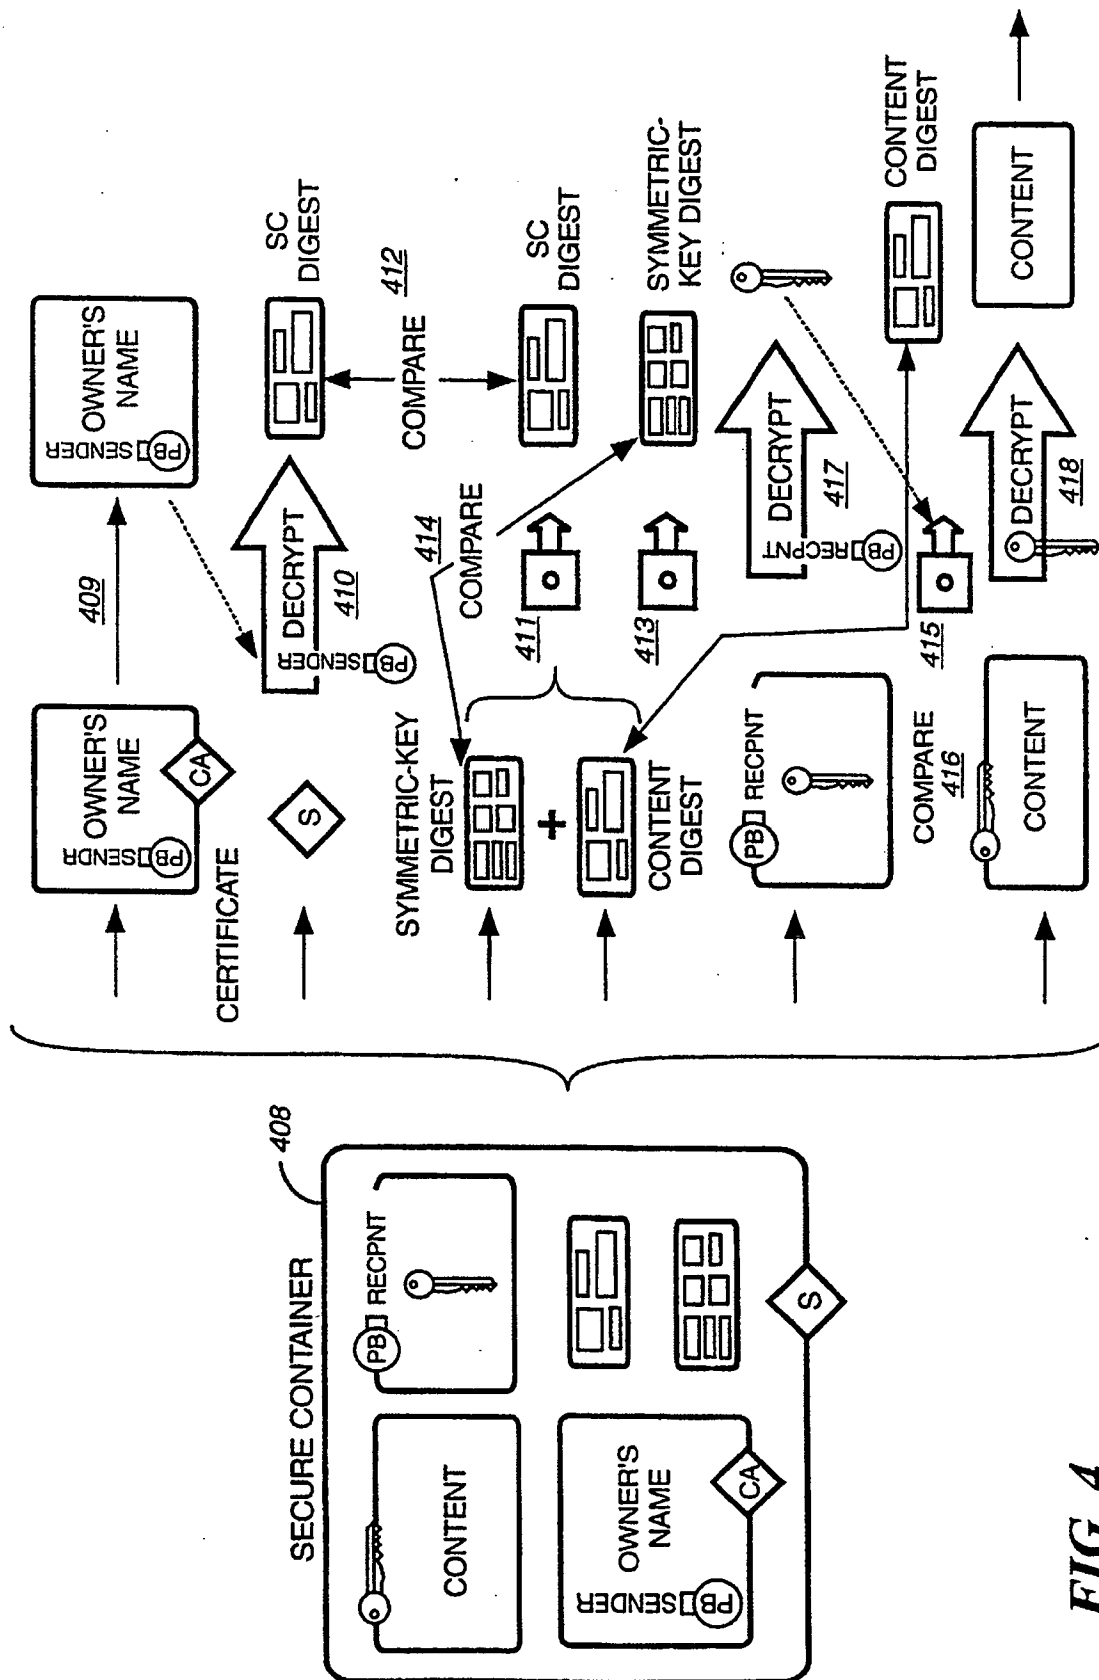 SECURE CONTAINER
408
CONTENT
PB RECPNT
OWNER'S
NAME
PB SENDER
CA
S
CERTIFICATE
OWNER'S
NAME
PB SENDR
CA
409
OWNER'S
NAME
PB SENDER
S
DECRYPT
410
PB SENDER
SC
DIGEST
COMPARE
412
SYMMETRIC-KEY
DIGEST
+
CONTENT
DIGEST
414
COMPARE
411
SC
DIGEST
413
SYMMETRIC-
KEY DIGEST
PB RECPNT
DECRYPT
417
PB RECPNT
COMPARE
416
415
CONTENT
DIGEST
CONTENT
DECRYPT
418
CONTENT
FIG. 4